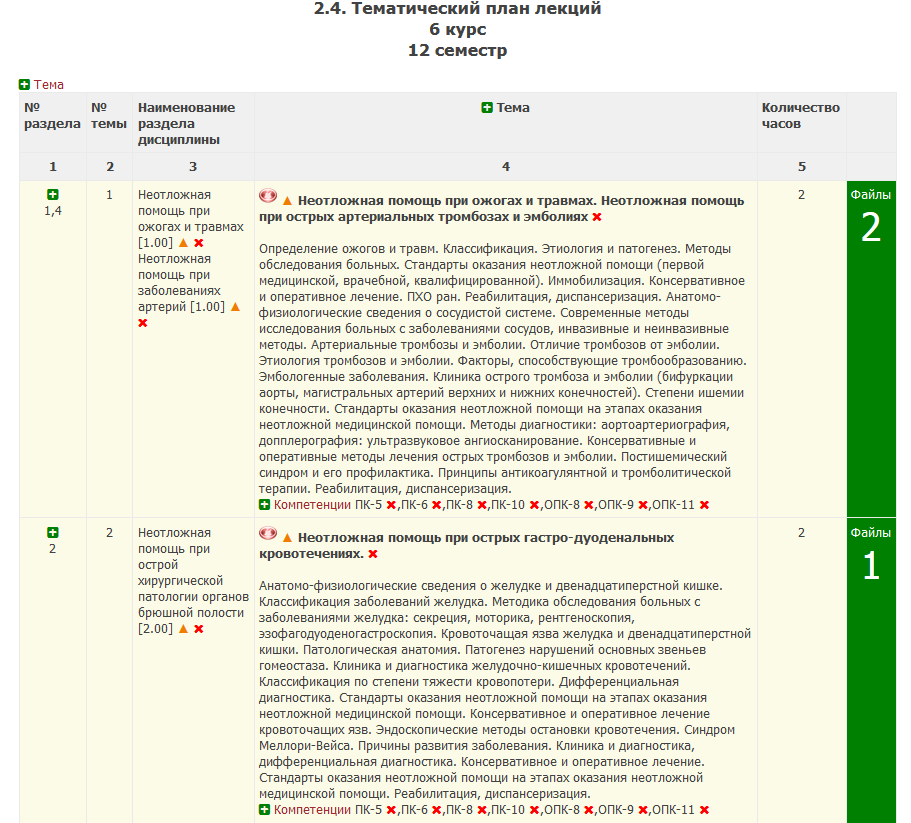 2.4. Тематический план лекций
6 курс
12 семестр
Тема
№ раздела
№ темы
Наименование раздела дисциплины
Тема
Количество часов
1
2
3
4
5
1,4
1
Неотложная
помощь при
ожогах и травмах
[1.00]
Неотложная
помощь при
заболеваниях
артерий [1.00]
Неотложная помощь при ожогах и травмах. Неотложная помощь
при острых артериальных тромбозах и эмболиях
Определение ожогов и травм. Классификация. Этиология и патогенез. Методы
обследования больных. Стандарты оказания неотложной помощи (первой
медицинской, врачебной, квалифицированной). Иммобилизация. Консервативное
и оперативное лечение. ПХО ран. Реабилитация, диспансеризация. Анатомо-
физиологические сведения о сосудистой системе. Современные методы
исследования больных с заболеваниями сосудов, инвазивные и неинвазивные
методы. Артериальные тромбозы и эмболии. Отличие тромбозов от эмболии.
Этиология тромбозов и эмболии. Факторы, способствующие тромбообразованию.
Эмбологенные заболевания. Клиника острого тромбоза и эмболии (бифуркации
аорты, магистральных артерий верхних и нижних конечностей). Степени ишемии
конечности. Стандарты оказания неотложной помощи на этапах оказания
неотложной медицинской помощи. Методы диагностики: аортоартериография,
допплерография: ультразвуковое ангиосканирование. Консервативные и
оперативные методы лечения острых тромбозов и эмболии. Постишемический
синдром и его профилактика. Принципы антикоагулянтной и тромболитической
терапии. Реабилитация, диспансеризация.
Компетенции ПК-5 ,ПК-6 ,ПК-8 ,ПК-10 ,ОПК-8 ,ОПК-9 ,ОПК-11
2
Файлы
2
2
2
Неотложная
помощь при
острой
хирургической
патологии органов
брюшной полости
[2.00]
Неотложная помощь при острых гастро-дуоденальных
кровотечениях.
Анатомо-физиологические сведения о желудке и двенадцатиперстной кишке.
Классификация заболеваний желудка. Методика обследования больных с
заболеваниями желудка: секреция, моторика, рентгеноскопия,
эзофагодуоденогастроскопия. Кровоточащая язва желудка и двенадцатиперстной
кишки. Патологическая анатомия. Патогенез нарушений основных звеньев
гомеостаза. Клиника и диагностика желудочно-кишечных кровотечений.
Классификация по степени тяжести кровопотери. Дифференциальная
диагностика. Стандарты оказания неотложной помощи на этапах оказания
неотложной медицинской помощи. Консервативное и оперативное лечение
кровоточащих язв. Эндоскопические методы остановки кровотечения. Синдром
Меллори-Вейса. Причины развития заболевания. Клиника и диагностика,
дифференциальная диагностика. Консервативное и оперативное лечение.
Стандарты оказания неотложной помощи на этапах оказания неотложной
медицинской помощи. Реабилитация, диспансеризация.
Компетенции ПК-5 ,ПК-6 ,ПК-8 ,ПК-10 ,ОПК-8 ,ОПК-9 ,ОПК-11
2
Файлы
1